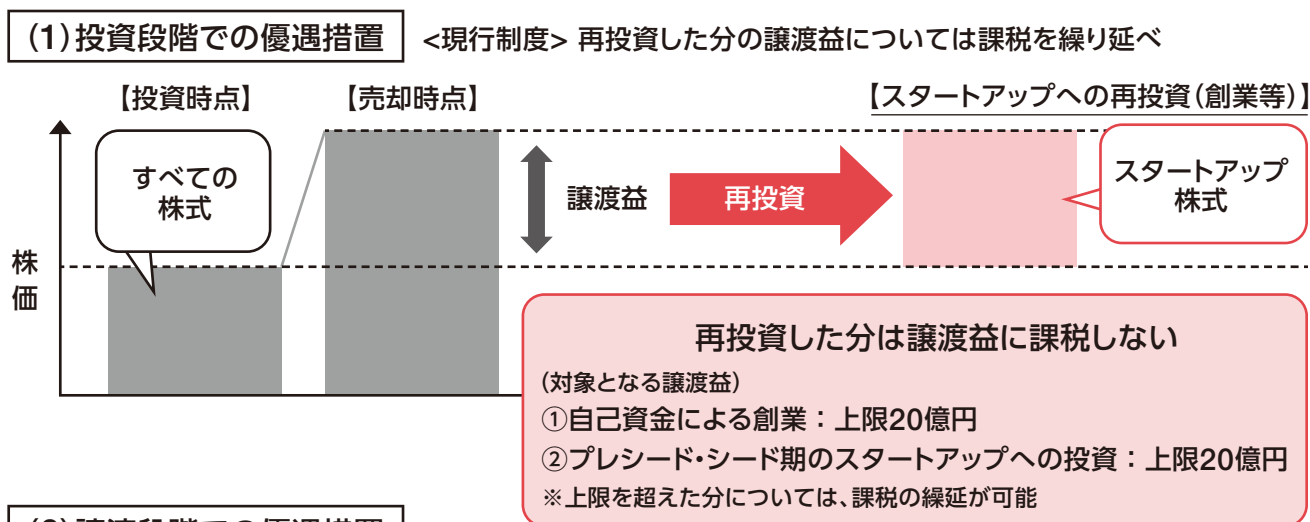 (1)投資段階での優遇措置 <現行制度> 再投資した分の譲渡益については課税を繰り延べ
【投資時点】 【売却時点】 【スタートアップへの再投資(創業等)】
すべての
株式
譲渡益
再投資
スタートアップ
株式
株価
再投資した分は譲渡益に課税しない
(対象となる譲渡益)
①自己資金による創業：上限20億円
②プレシード・シード期のスタートアップへの投資：上限20億円
※上限を超えた分については、課税の繰延が可能